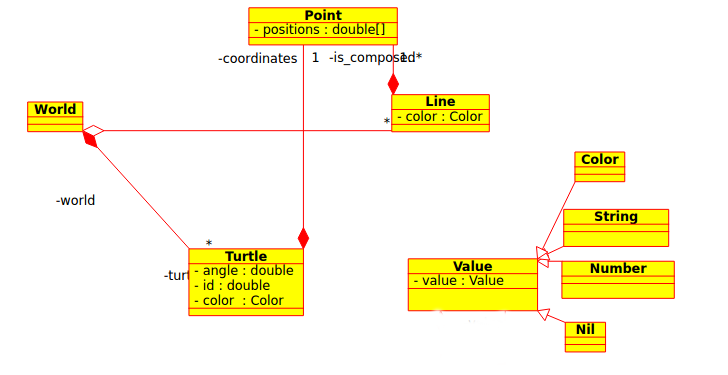 Point
- positions : double[]
-coordinates 1 -is_composed *
World
Line
- color : Color
*
Color
-world
String
*
Turtle
- angle : double
- id : double
- color : Color
-turt
Value
- value : Value
Number
Nil